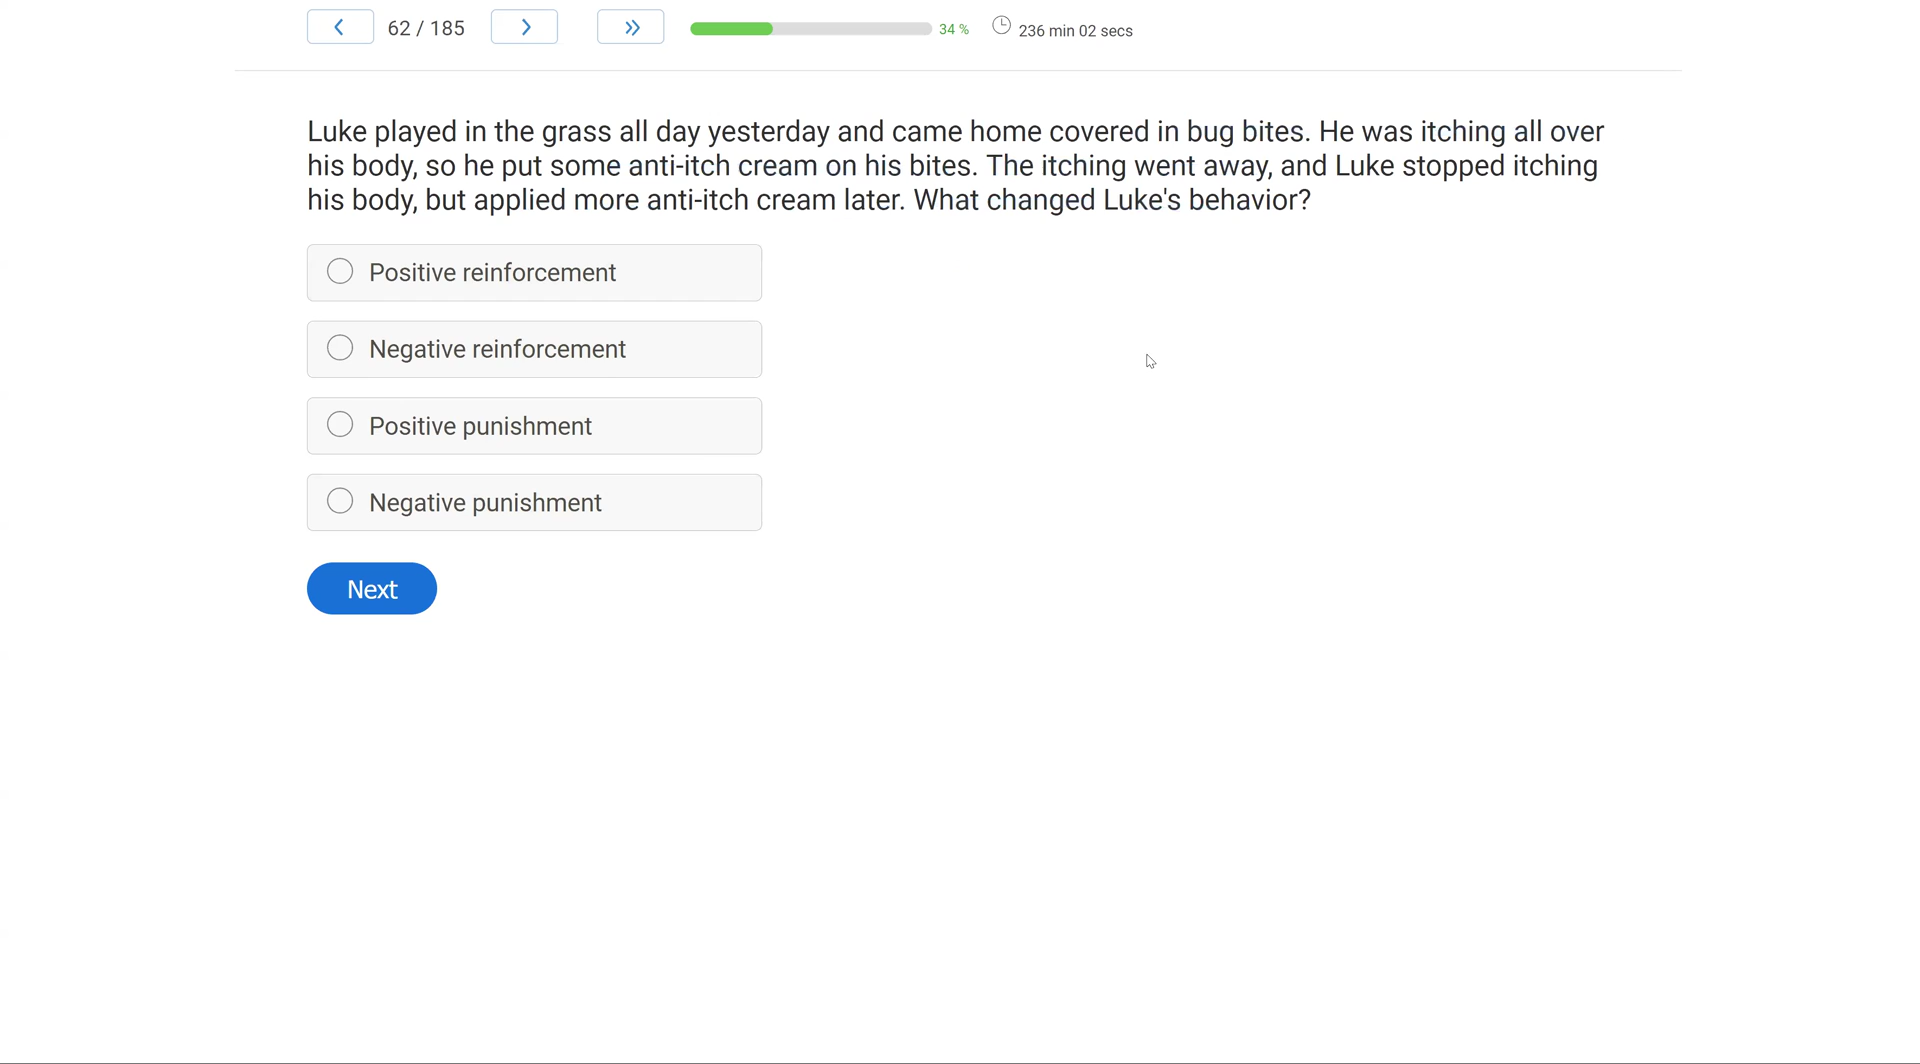 62 / 185
34 %
236 min 02 secs
Luke played in the grass all day yesterday and came home covered in bug bites. He was itching all over
his body, so he put some anti-itch cream on his bites. The itching went away, and Luke stopped itching
his body, but applied more anti-itch cream later. What changed Luke's behavior?
Positive reinforcement
Negative reinforcement
Positive punishment
Negative punishment
Next